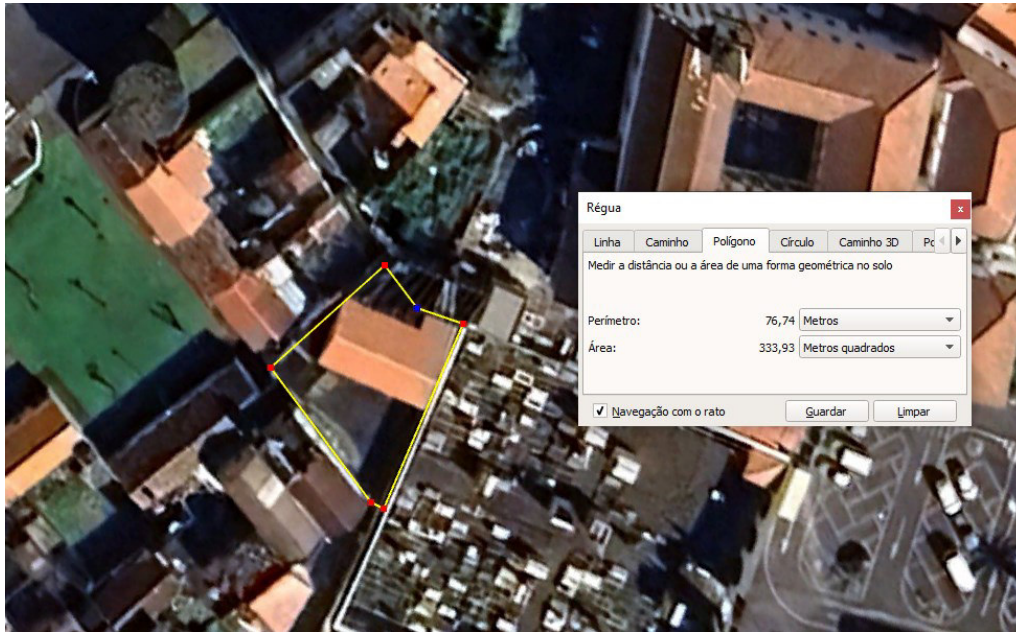 Régua
x
Linha Caminho Polígono Círculo Caminho 3D
Medir a distância ou a área de uma forma geométrica no solo
Perímetro: 76,74 Metros
Área: 333,93 Metros quadrados
Navegação com o rato Guardar Limpar